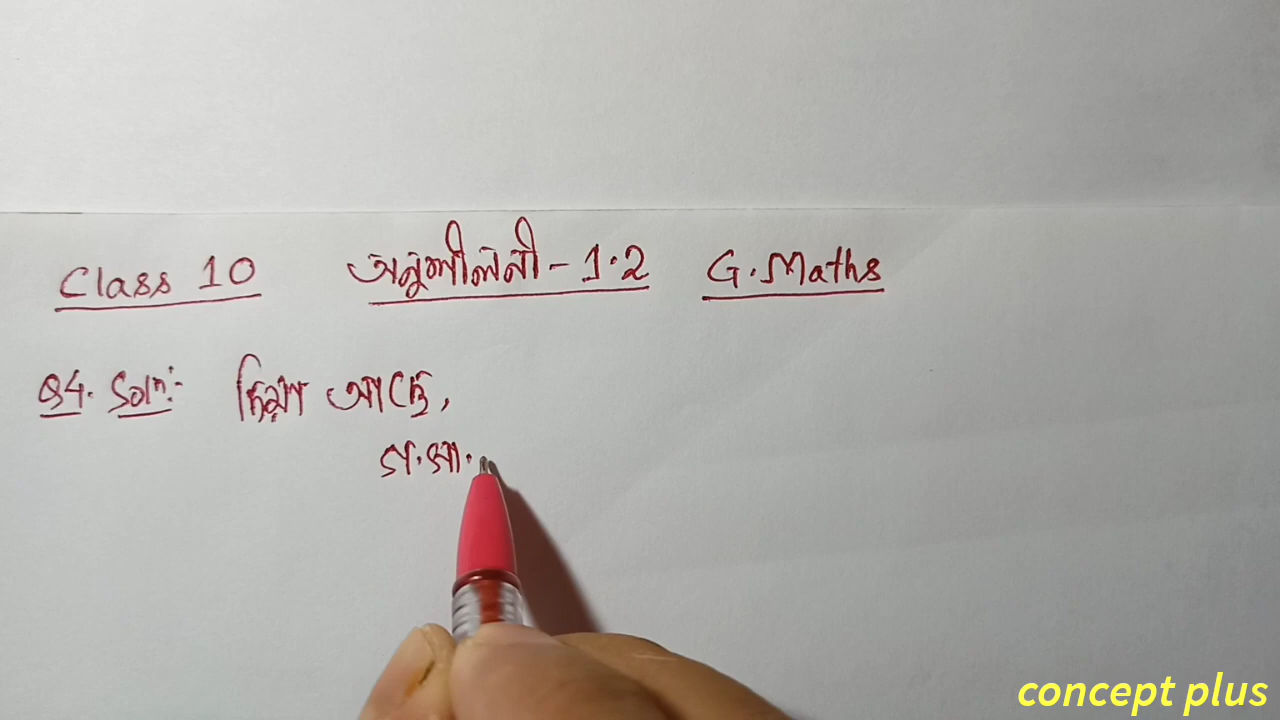 Class 10 অনুশীলনী - 1.2 G.Maths
Q4. Soln:- দিয়া আছে,
গ.সা.
concept plus